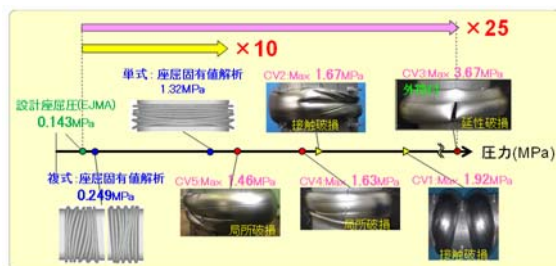 ×25
×10
単式：座屈固有値解析
1.32MPa
CV2:Max 1.67MPa
接触破損
CV3:Max 3.67MPa
延性破損
設計座屈圧(EJMA)
0.143MPa
圧力(MPa)
複式：座屈固有値解析
0.249MPa
CV5:Max 1.46MPa
局所破損
CV4:Max 1.63MPa
局所破損
CV1:Max 1.92MPa
接触破損